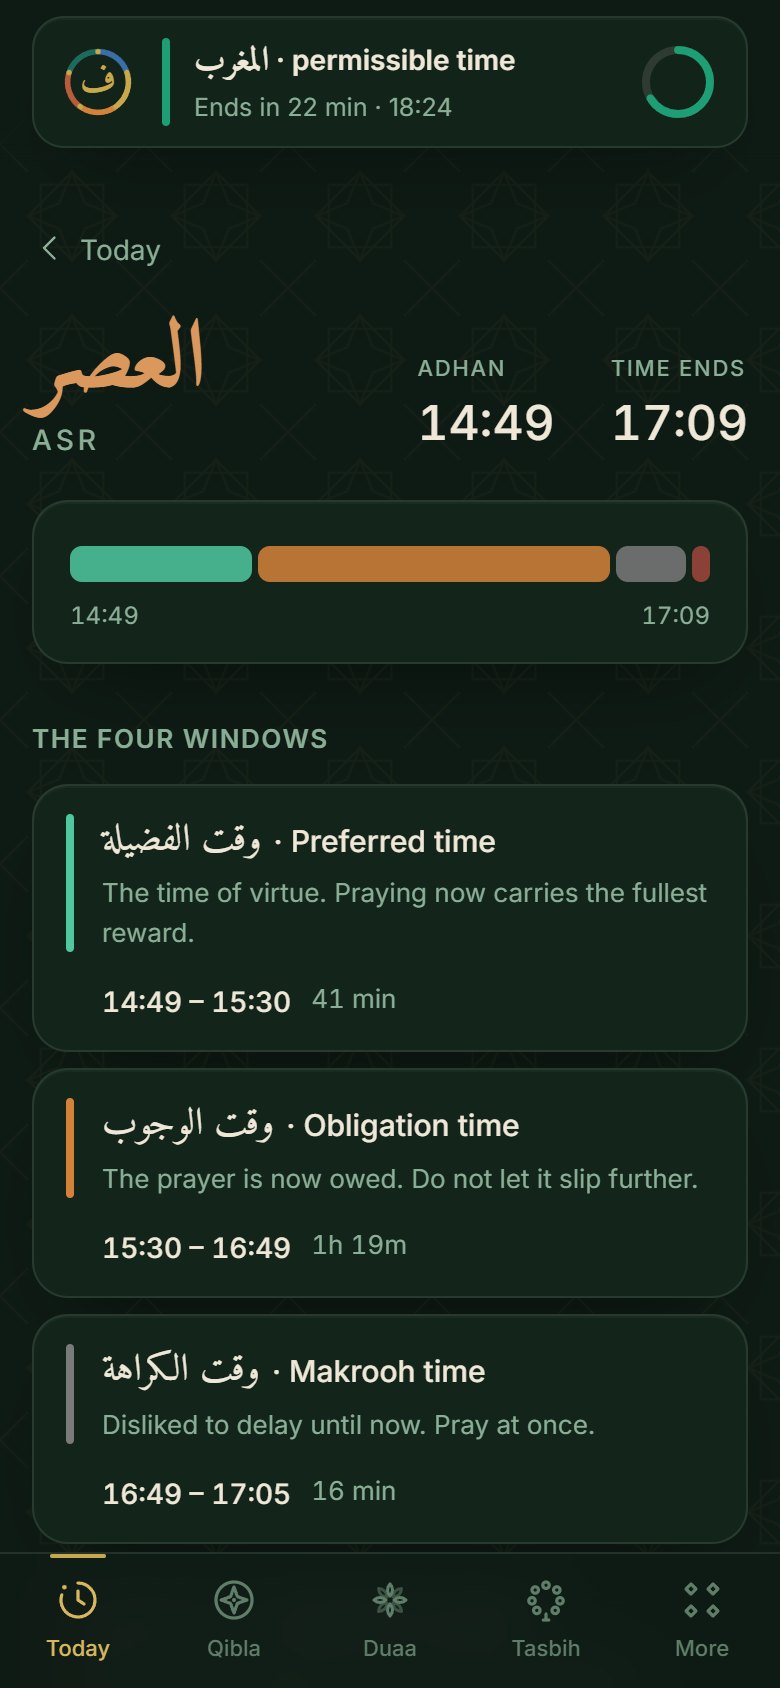 ف
المغرب · permissible time
Ends in 22 min · 18:24
Today
العصر
ASR
ADHAN
14:49
TIME ENDS
17:09
14:49
17:09
THE FOUR WINDOWS
وقت الفضيلة · Preferred time
The time of virtue. Praying now carries the fullest
reward.
14:49 – 15:30 41 min
وقت الوجوب · Obligation time
The prayer is now owed. Do not let it slip further.
15:30 – 16:49 1h 19m
وقت الكراهة · Makrooh time
Disliked to delay until now. Pray at once.
16:49 – 17:05 16 min
Today
Qibla
Duaa
Tasbih
More